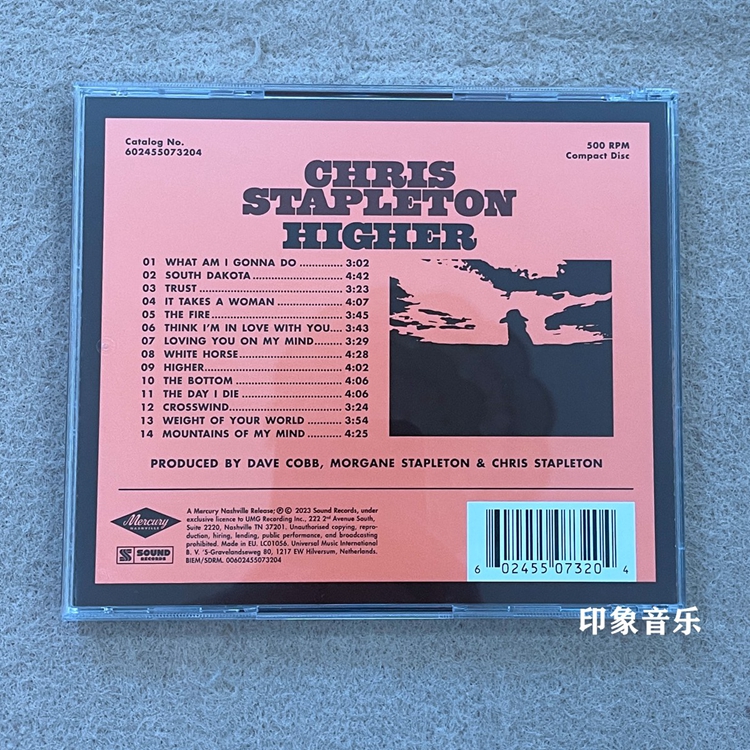 Catalog No.
602455073204
500 RPM
Compact Disc
CHRIS
STAPLETON
HIGHER
01 WHAT AM I GONNA DO .............. 3:02
02 SOUTH DAKOTA ........................... 4:42
03 TRUST ........................................... 3:23
04 IT TAKES A WOMAN .................... 4:07
05 THE FIRE ....................................... 3:45
06 THINK I'M IN LOVE WITH YOU.... 3:43
07 LOVING YOU ON MY MIND....... 3:29
08 WHITE HORSE ............................... 4:28
09 HIGHER ......................................... 4:02
10 THE BOTTOM ................................ 4:06
11 THE DAY I DIE ............................... 4:06
12 CROSSWIND ................................. 3:24
13 WEIGHT OF YOUR WORLD ......... 3:54
14 MOUNTAINS OF MY MIND .......... 4:25
PRODUCED BY DAVE COBB, MORGANE STAPLETON & CHRIS STAPLETON
Mercury
NASHVILLE
SOUND
RECORDS
A Mercury Nashville Release; ℗ © 2023 Sound Records, under
exclusive licence to UMG Recording Inc., 222 2nd Avenue South,
Suite 2220, Nashville TN 37201. Unauthorised copying, repro-
duction, hiring, lending, public performance, and broadcasting
prohibited. Made in EU. LC01056. Universal Music International
B. V. 'S-Gravelandseweg 80, 1217 EW Hilversum, Netherlands.
BIEM/SDRM. 00602455073204
6 02455 07320 4
印象音乐